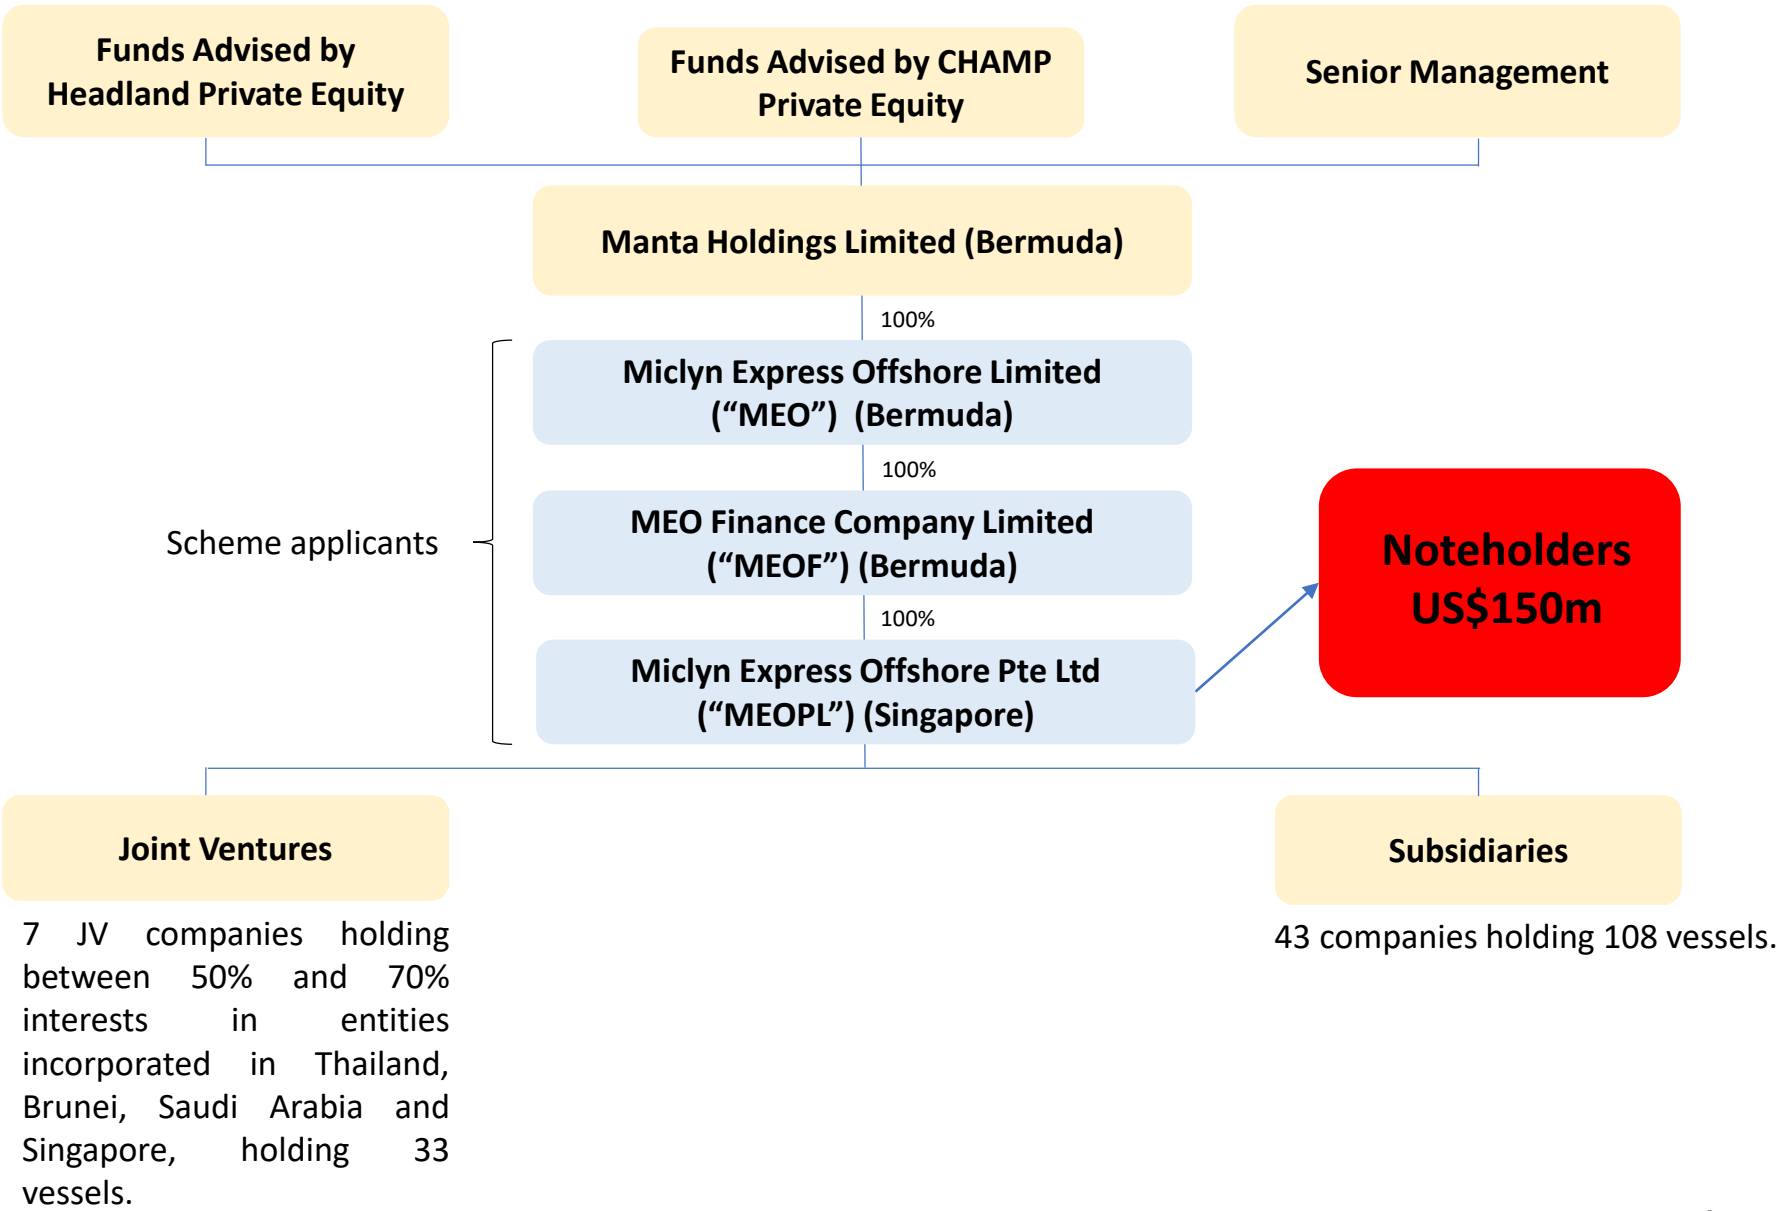 Funds Advised by
Headland Private Equity
Funds Advised by CHAMP
Private Equity
Senior Management
Manta Holdings Limited (Bermuda)
100%
Miclyn Express Offshore Limited
(“MEO”) (Bermuda)
100%
Scheme applicants
MEO Finance Company Limited
(“MEOF”) (Bermuda)
Noteholders
US$150m
100%
Miclyn Express Offshore Pte Ltd
(“MEOPL”) (Singapore)
Joint Ventures
Subsidiaries
7 JV companies holding
between 50% and 70%
interests in entities
incorporated in Thailand,
Brunei, Saudi Arabia and
Singapore, holding 33
vessels.
43 companies holding 108 vessels.